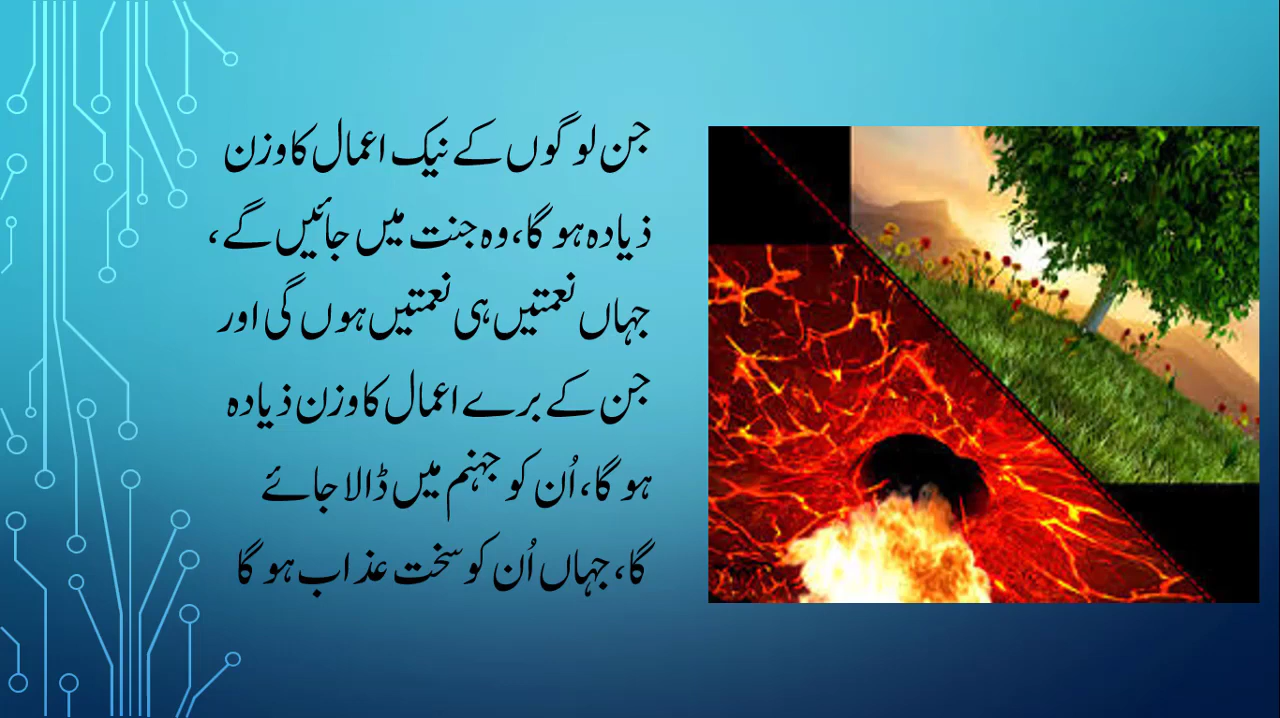 جن لوگوں کے نیک اعمال کا وزن
ذیادہ ہو گا، وہ جنت میں جائیں گے،
جہاں نعمتیں ہی نعمتیں ہوں گی اور
جن کے برے اعمال کا وزن ذیادہ
ہو گا، اُن کو جہنم میں ڈالا جائے
گا، جہاں اُن کو سخت عذاب ہو گا